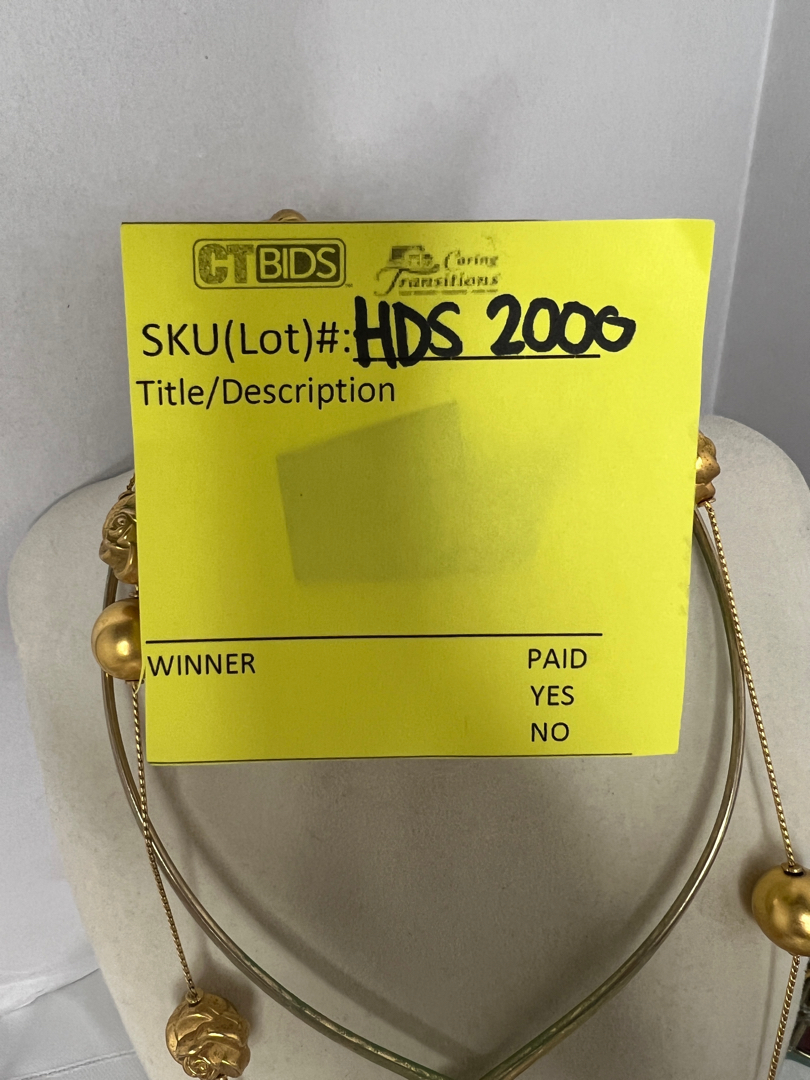 CTBIDS Caring
Transitions
SKU(Lot)#: HDS 2000
Title/Description
WINNER PAID
YES
NO